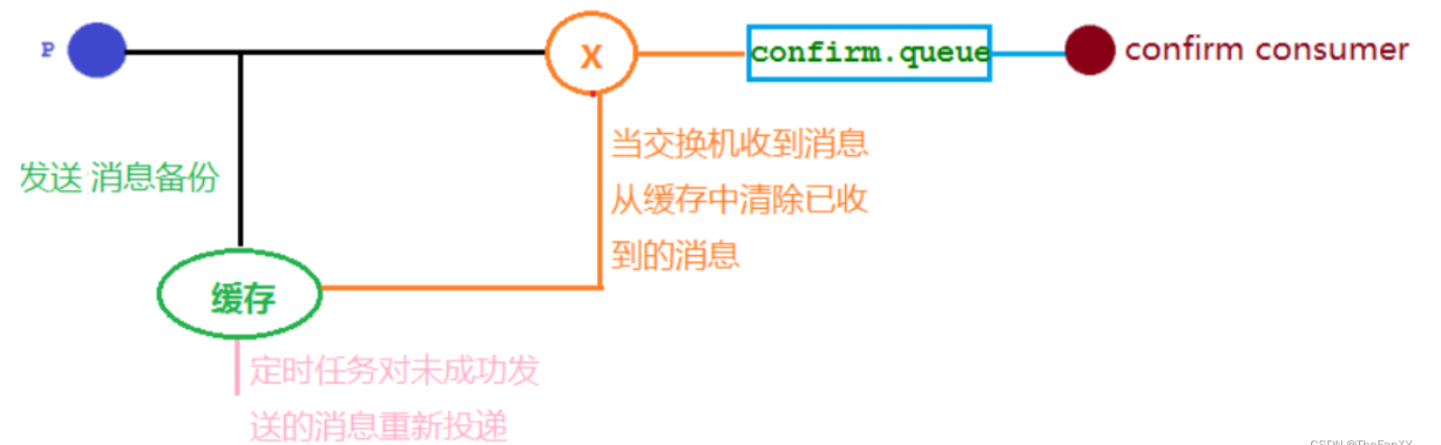 P
X
confirm.queue
confirm consumer
当交换机收到消息
从缓存中清除已收
到的消息
发送 消息备份
缓存
定时任务对未成功发
送的消息重新投递